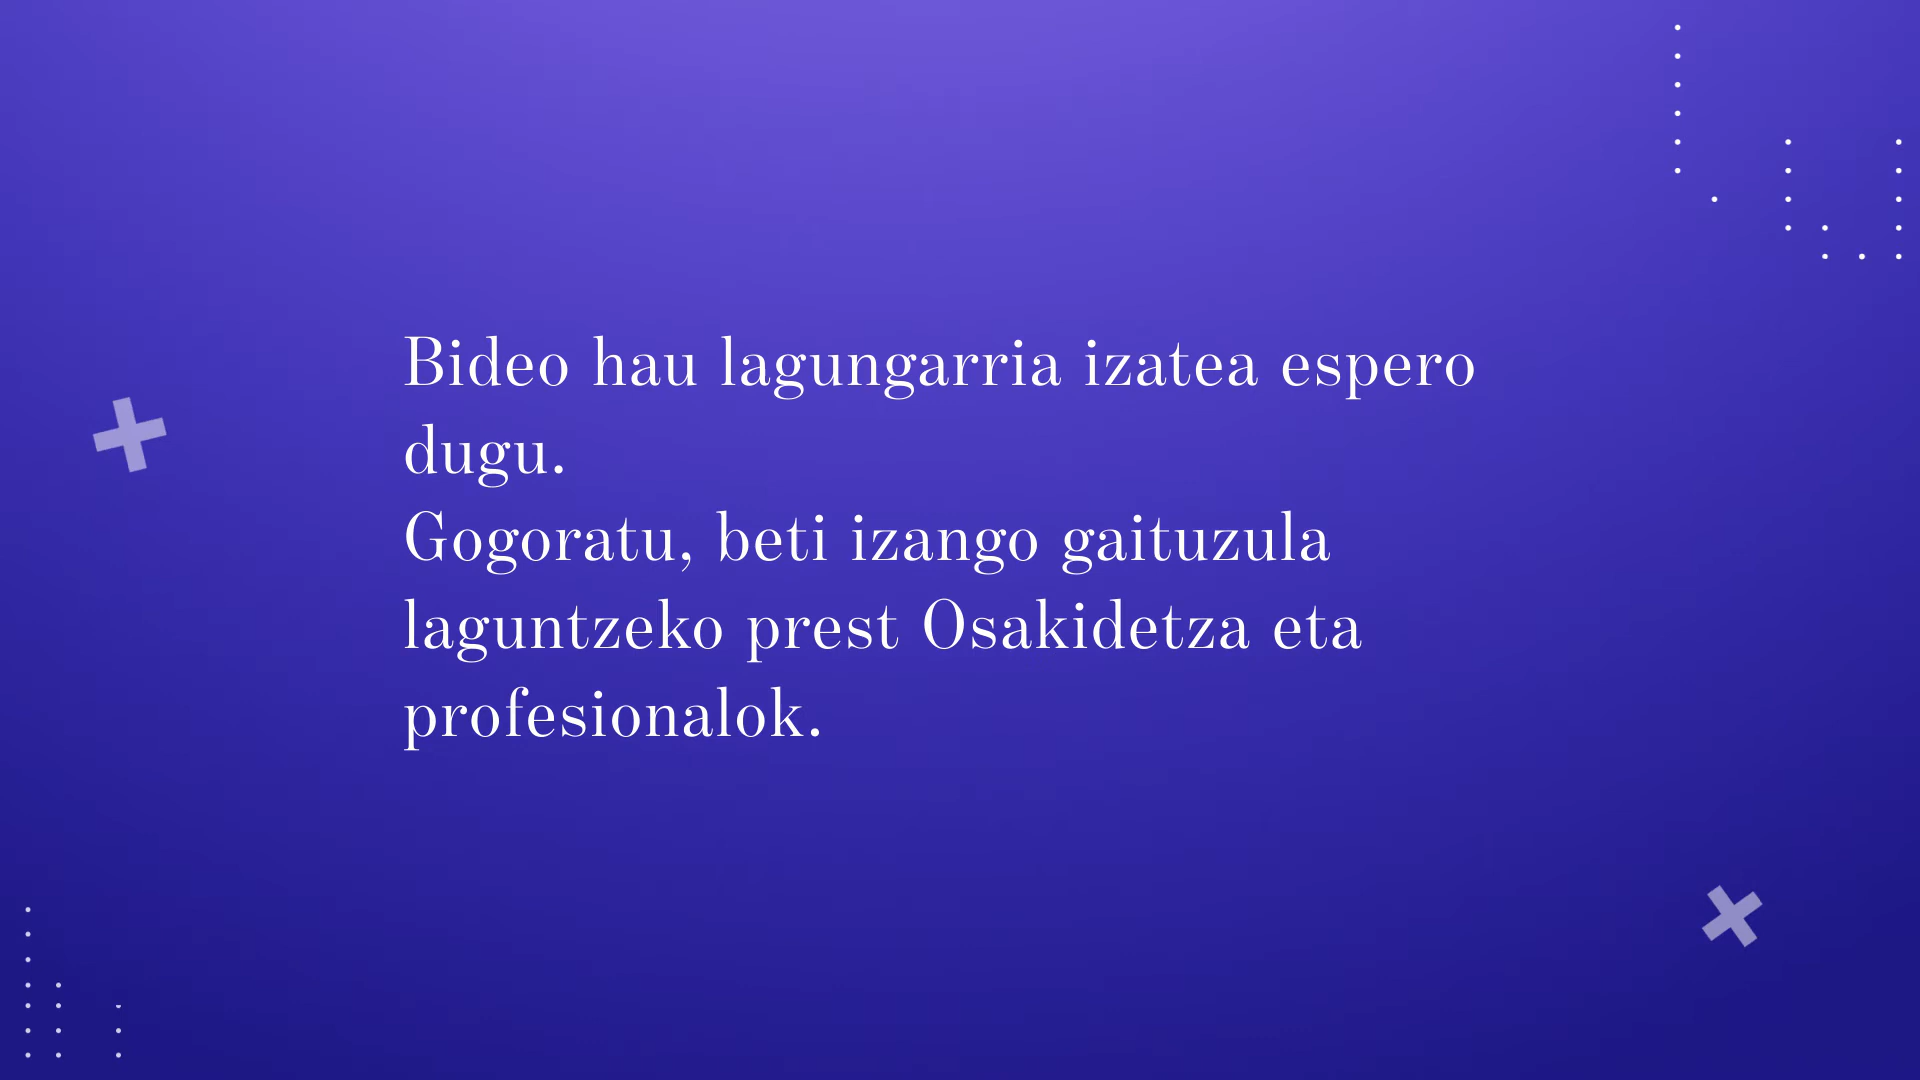 Bideo hau lagungarria izatea espero
dugu.
Gogoratu, beti izango gaituzula
laguntzeko prest Osakidetza eta
profesionalok.